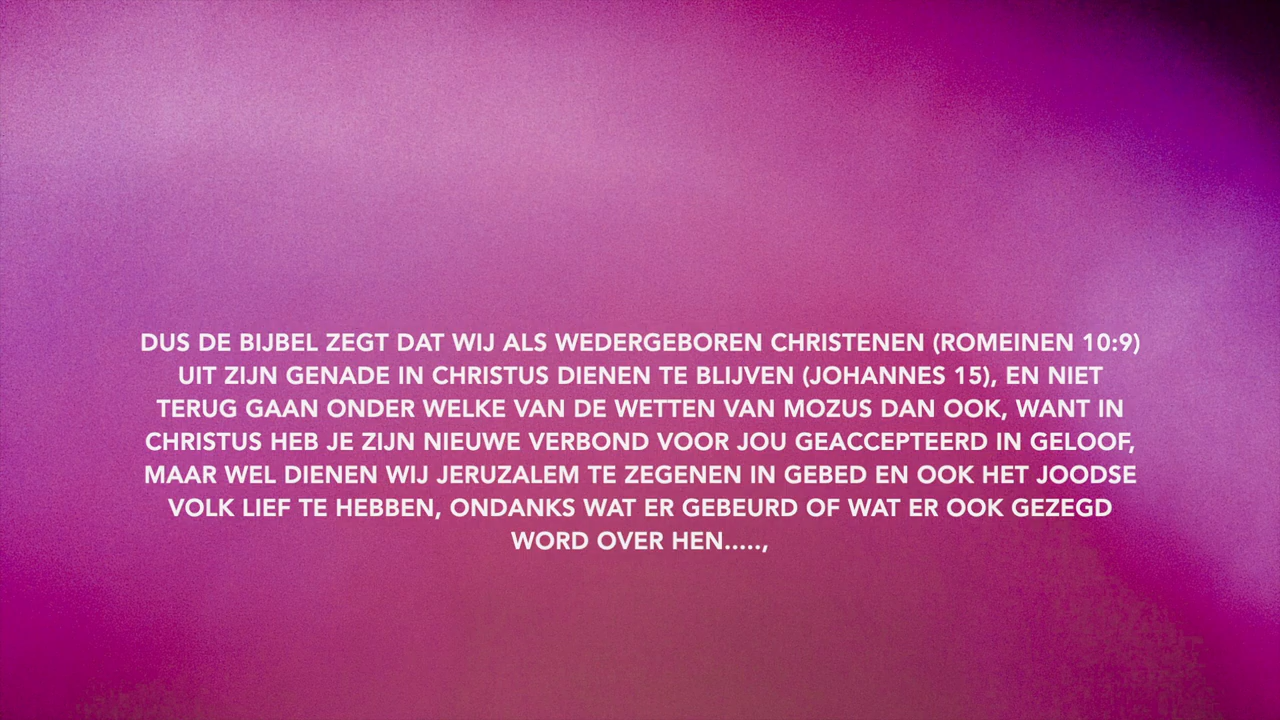 DUS DE BIJBEL ZEGT DAT WIJ ALS WEDERGEBOREN CHRISTENEN (ROMEINEN 10:9)
UIT ZIJN GENADE IN CHRISTUS DIENEN TE BLIJVEN (JOHANNES 15), EN NIET
TERUG GAAN ONDER WELKE VAN DE WETTEN VAN MOZUS DAN OOK, WANT IN
CHRISTUS HEB JE ZIJN NIEUWE VERBOND VOOR JOU GEACCEPTEERD IN GELOOF,
MAAR WEL DIENEN WIJ JERUZALEM TE ZEGENEN IN GEBED EN OOK HET JOODSE
VOLK LIEF TE HEBBEN, ONDANKS WAT ER GEBEURD OF WAT ER OOK GEZEGD
WORD OVER HEN.....,